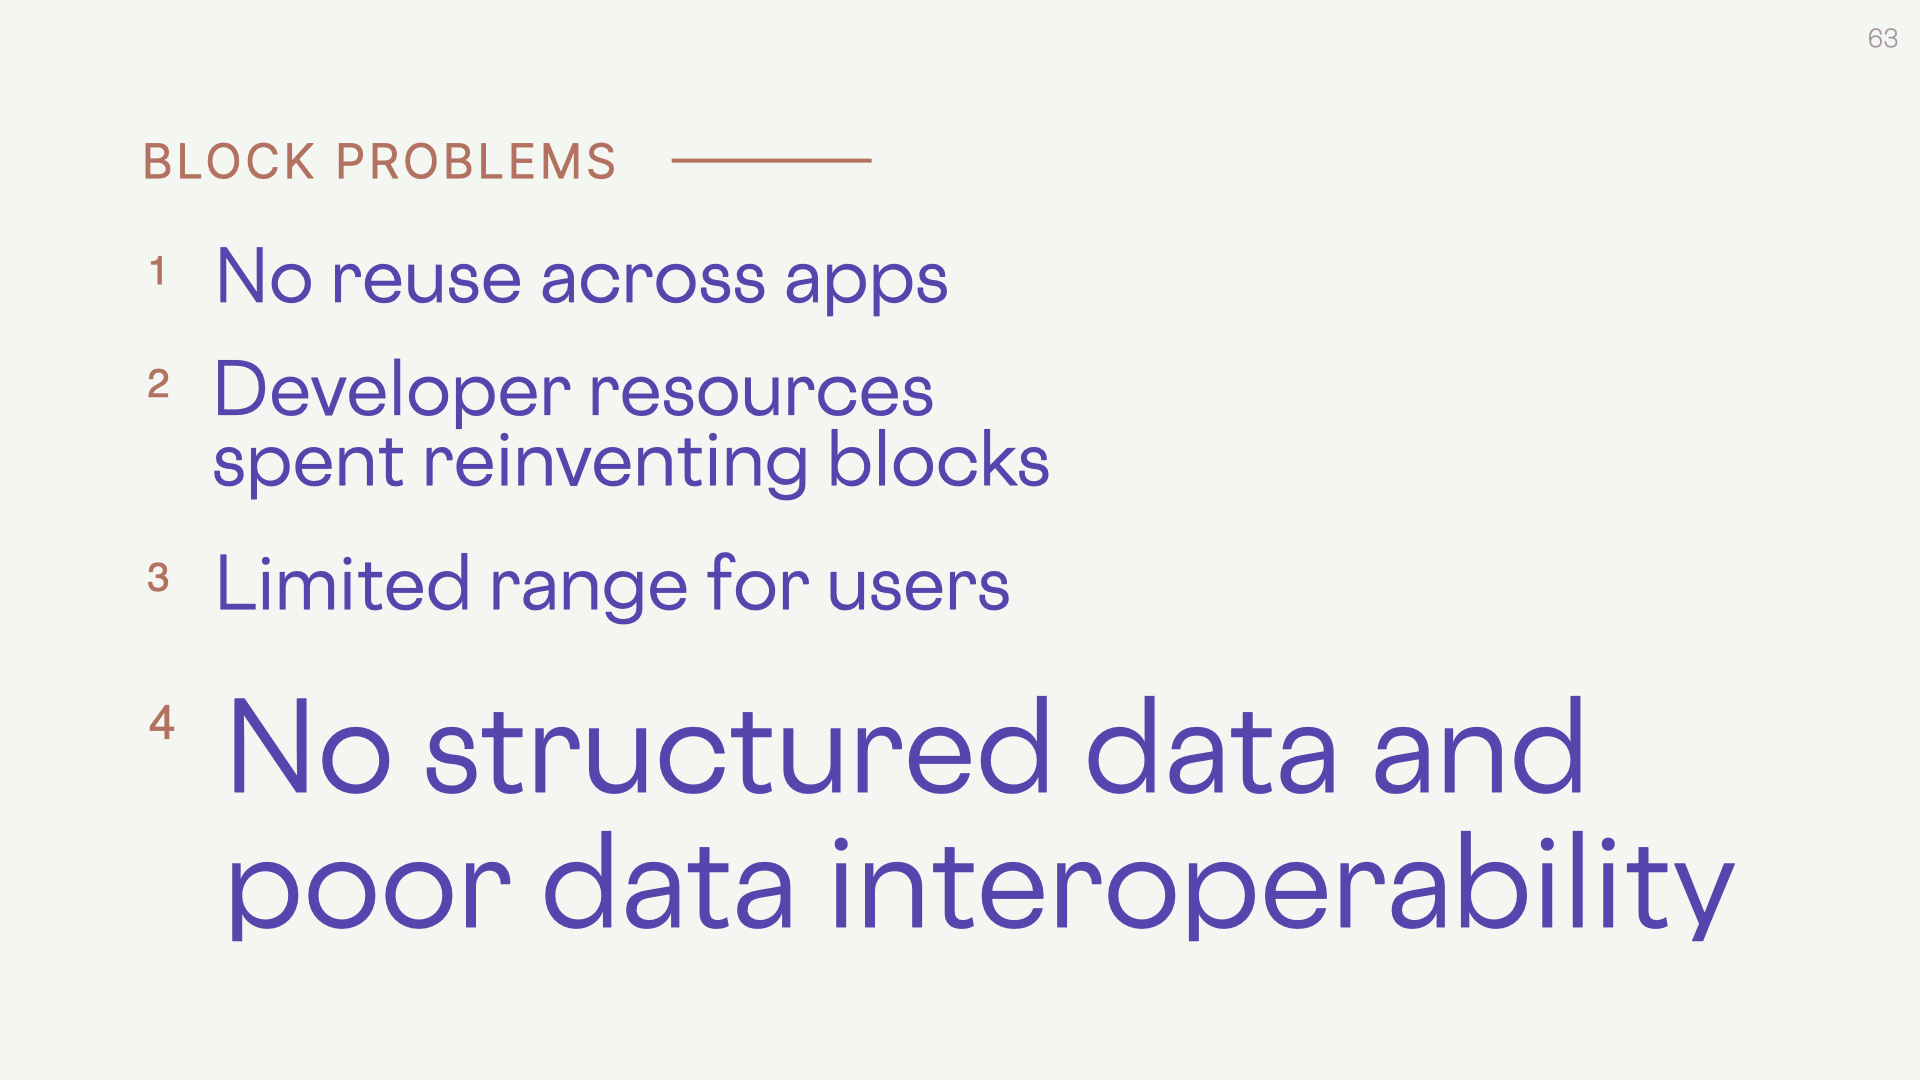 63
BLOCK PROBLEMS
1 No reuse across apps
2 Developer resources
spent reinventing blocks
3 Limited range for users
4 No structured data and
poor data interoperability